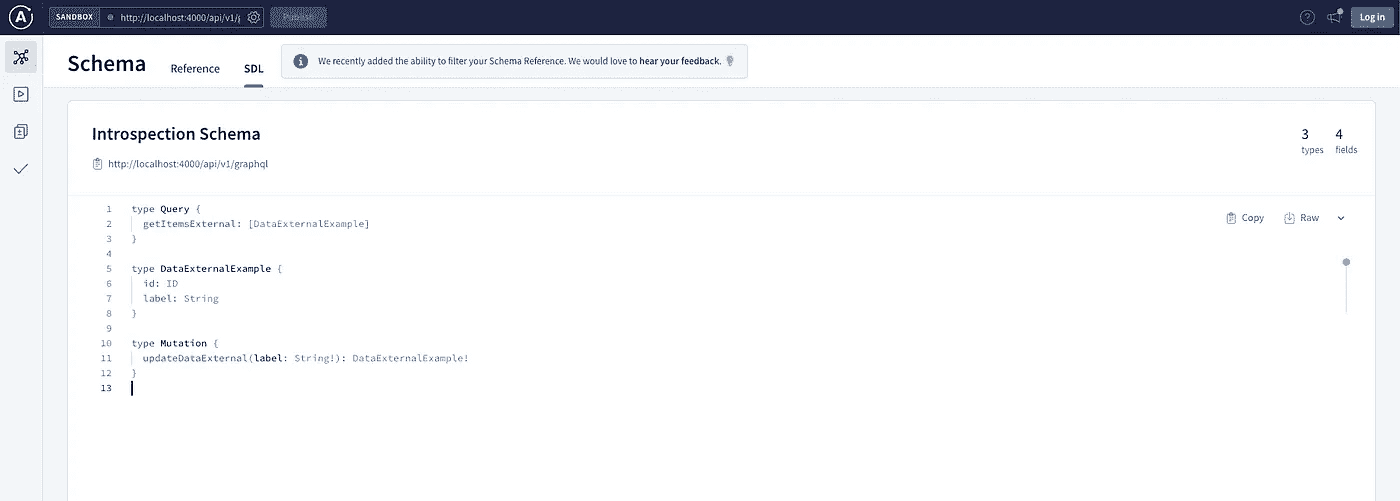 SANDBOX http://localhost:4000/api/v1/g Publish Log in
Schema Reference SDL We recently added the ability to filter your Schema Reference. We would love to hear your feedback.
Introspection Schema 3 4
http://localhost:4000/api/v1/graphql types fields
1 type Query {
2 getItemsExternal: [DataExternalExample] Copy Raw
3 }
4
5 type DataExternalExample {
6 id: ID
7 label: String
8 }
9
10 type Mutation {
11 updateDataExternal(label: String!): DataExternalExample!
12 }
13